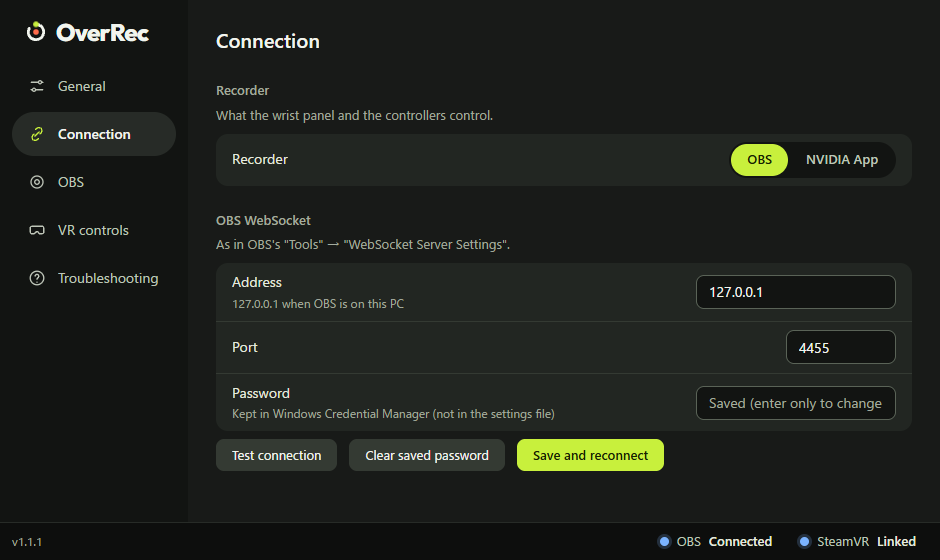 OverRec
General
Connection
OBS
VR controls
Troubleshooting
Connection
Recorder
What the wrist panel and the controllers control.
Recorder
OBS NVIDIA App
OBS WebSocket
As in OBS's "Tools" → "WebSocket Server Settings".
Address
127.0.0.1 when OBS is on this PC
127.0.0.1
Port
4455
Password
Kept in Windows Credential Manager (not in the settings file)
Saved (enter only to change
Test connection Clear saved password Save and reconnect
v1.1.1
OBS Connected SteamVR Linked